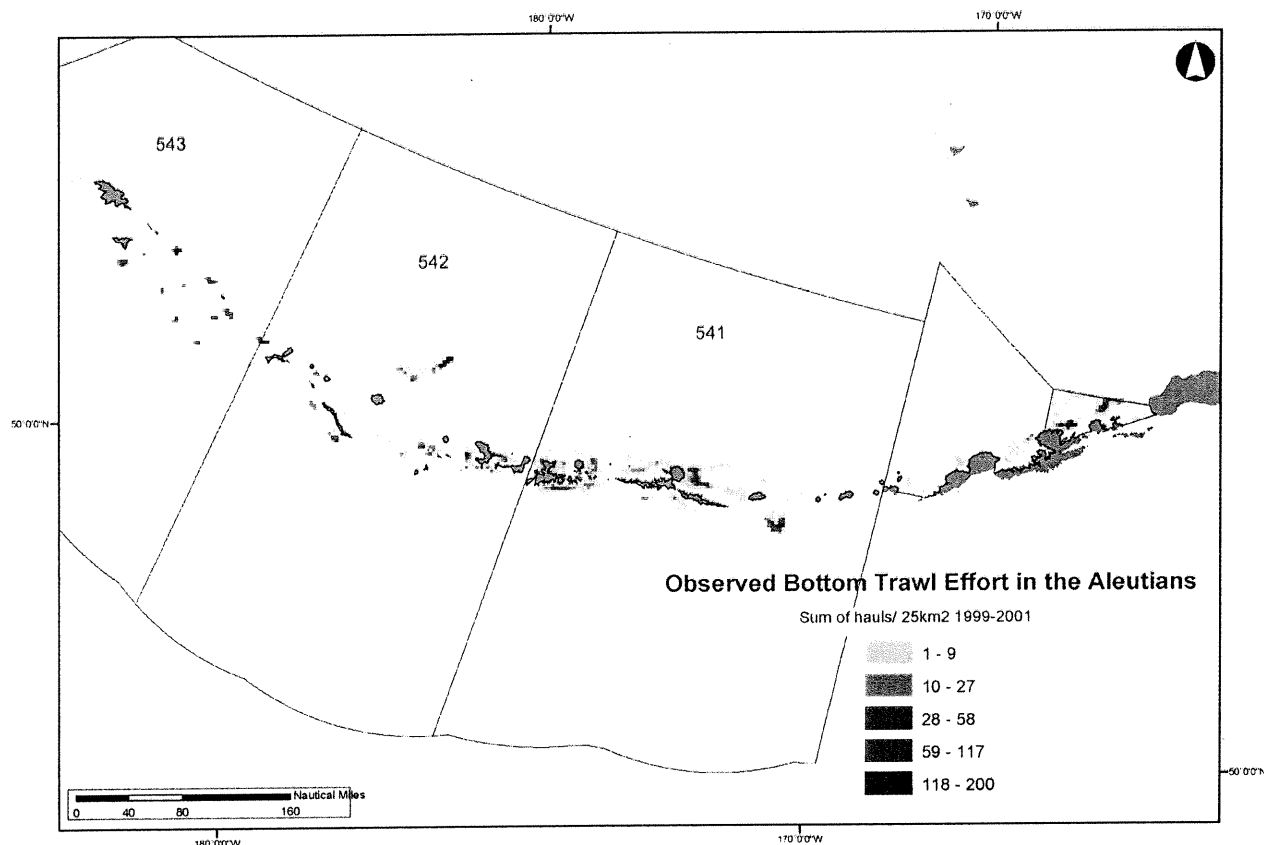 180°0'0"W
170°0'0"W
543
542
541
50°0'0"N
Observed Bottom Trawl Effort in the Aleutians
Sum of hauls/ 25km2 1999-2001
1 - 9
10 - 27
28 - 58
59 - 117
118 - 200
50°0'0"N
Nautical Miles
0 40 80 160
180°0'0"W
170°0'0"W